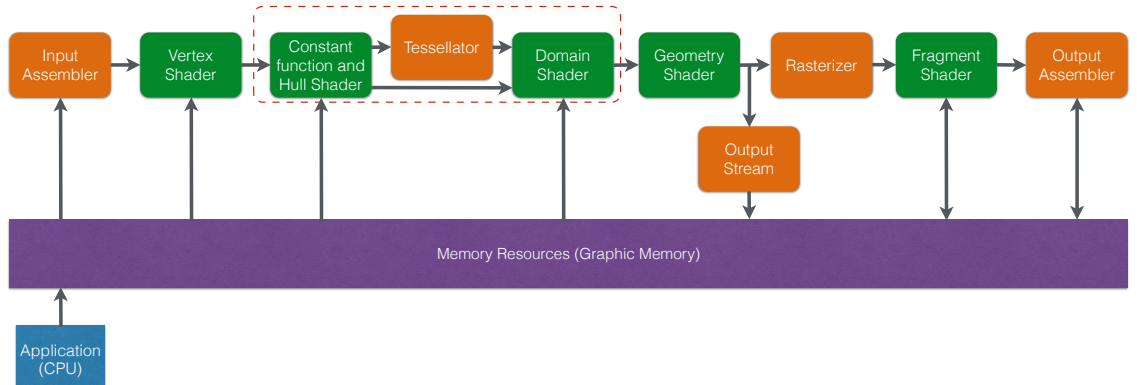 Input
Assembler
Vertex
Shader
Constant
function and
Hull Shader
Tessellator
Domain
Shader
Geometry
Shader
Rasterizer
Fragment
Shader
Output
Assembler
Output
Stream
Memory Resources (Graphic Memory)
Application
(CPU)